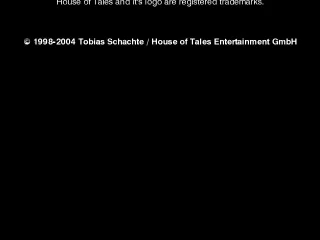 House of Tales and it's logo are registered trademarks.
© 1998-2004 Tobias Schachte / House of Tales Entertainment GmbH